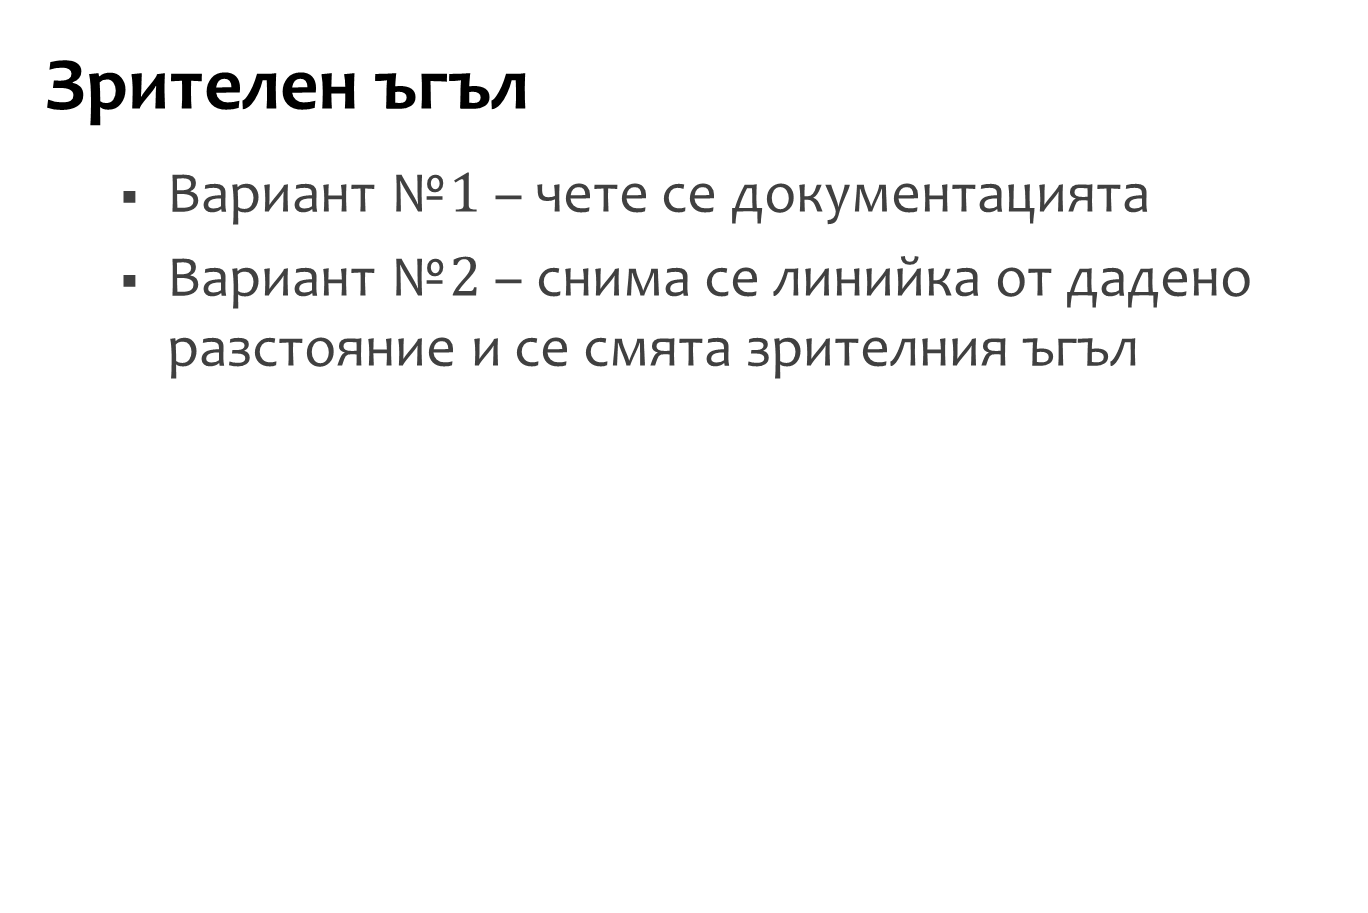 Зрителен ъгъл
▪ Вариант №1 – чете се документацията
▪ Вариант №2 – снима се линийка от дадено
разстояние и се смята зрителния ъгъл